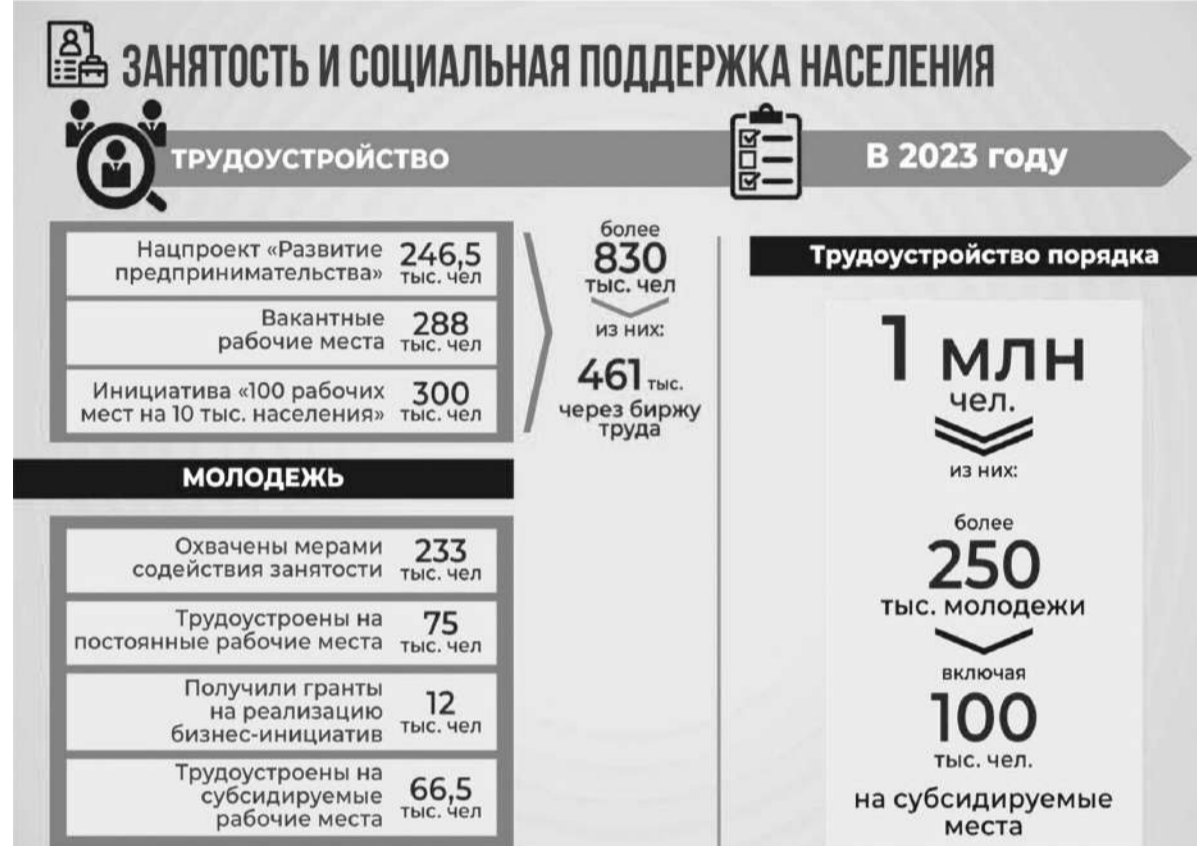 ЗАНЯТОСТЬ И СОЦИАЛЬНАЯ ПОДДЕРЖКА НАСЕЛЕНИЯ
ТРУДОУСТРОЙСТВО
В 2023 году
Нацпроект «Развитие
предпринимательства»
246,5
тыс. чел
Вакантные
рабочие места
288
тыс. чел
Инициатива «100 рабочих
мест на 10 тыс. населения»
300
тыс. чел
более
830
тыс. чел
из них:
461 тыс.
через биржу
труда
МОЛОДЕЖЬ
Охвачены мерами
содействия занятости
233
тыс. чел
Трудоустроены на
постоянные рабочие места
75
тыс. чел
Получили гранты
на реализацию
бизнес-инициатив
12
тыс. чел
Трудоустроены на
субсидируемые
рабочие места
66,5
тыс. чел
Трудоустройство порядка
1 млн
чел.
из них:
более
250
тыс. молодежи
включая
100
тыс. чел.
на субсидируемые
места